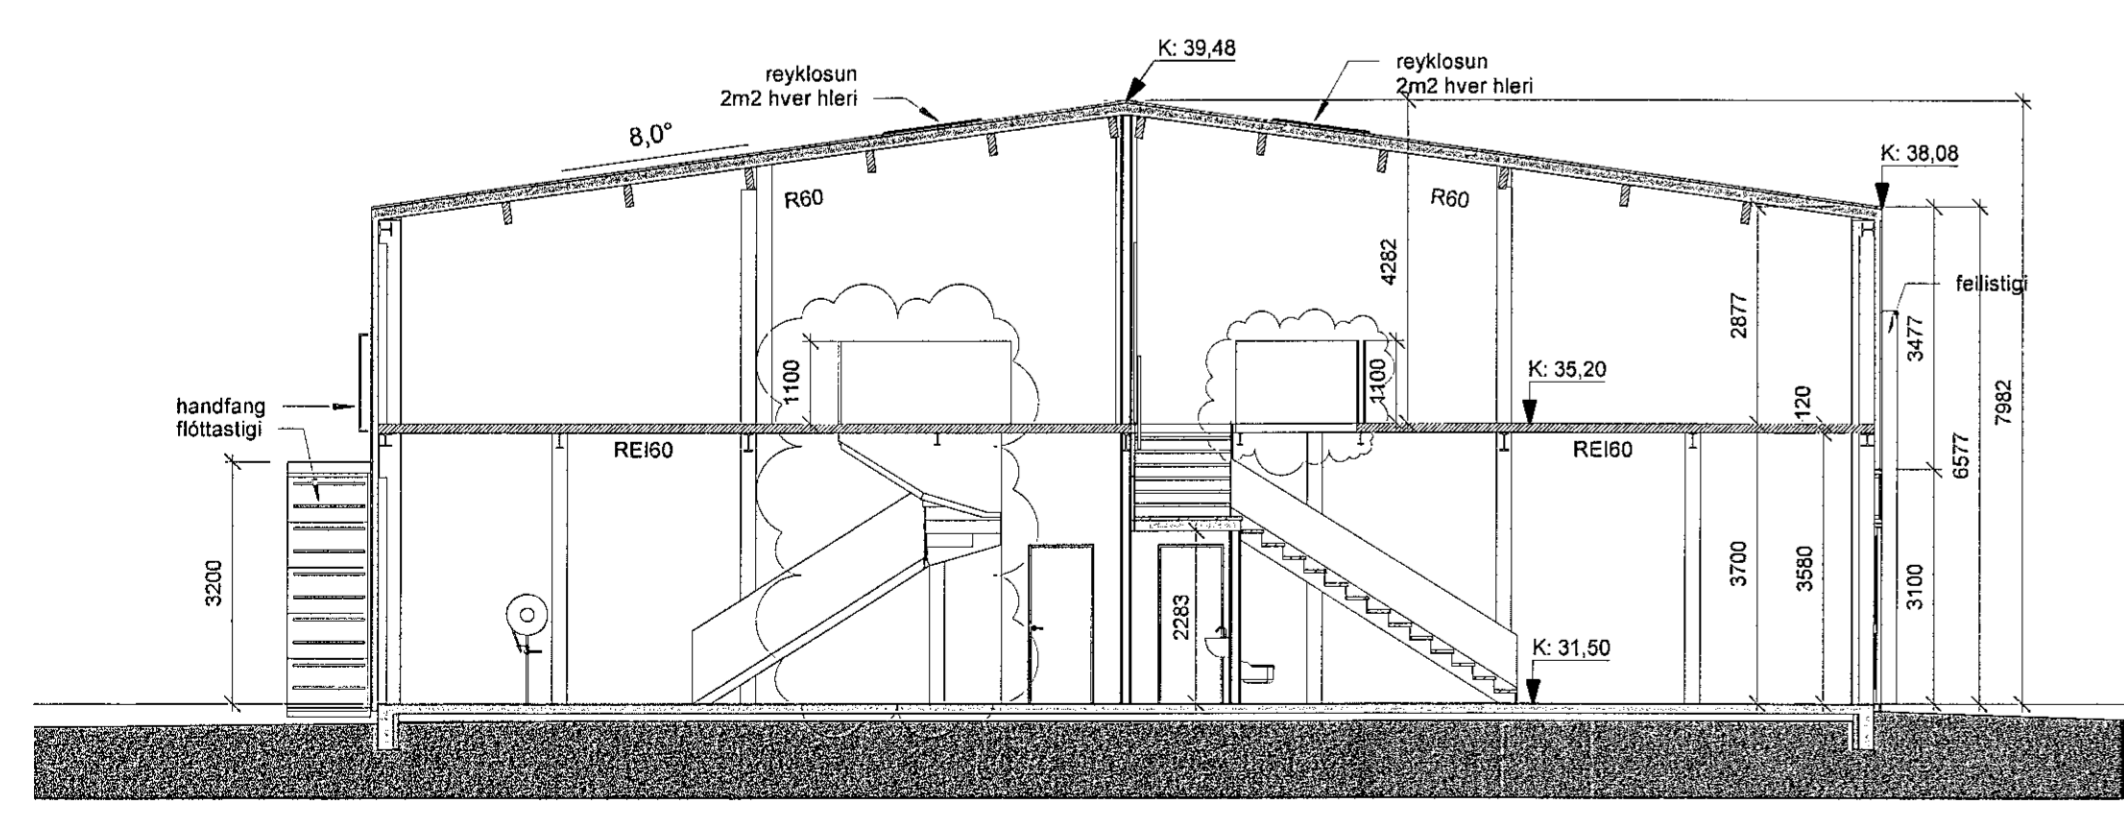 K: 39,48
reyklosun
2m2 hver hleri
reyklosun
2m2 hver hleri
8,0°
K: 38,08
R60
R60
4282
2877
feilistigi
3477
7982
1100
1100
K: 35,20
120
handfang
flóttastigi
REI60
REI60
6577
3200
2283
3700
3580
3100
K: 31,50